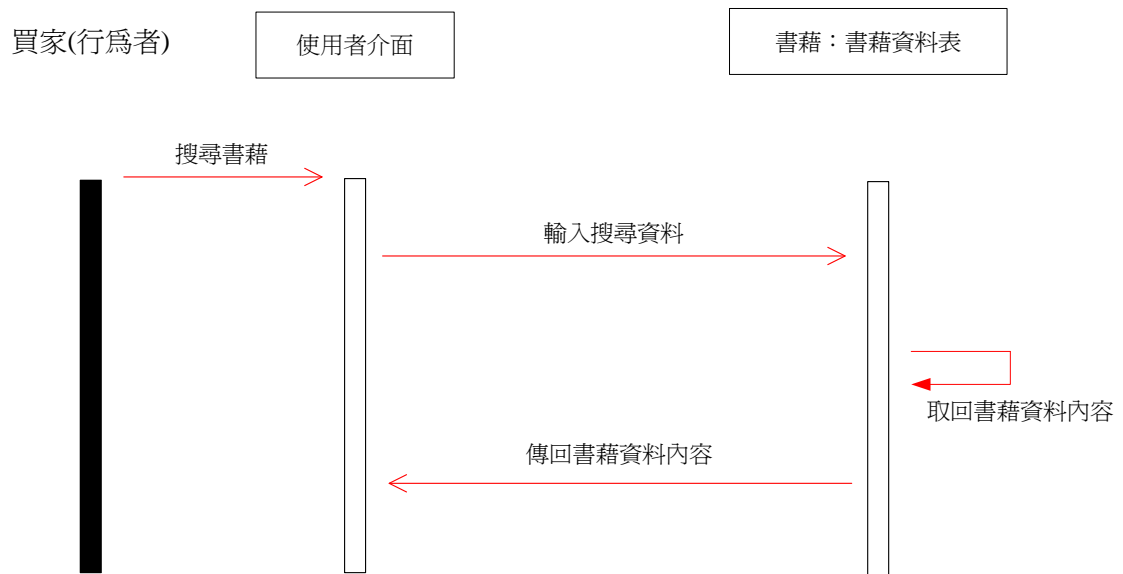 買家(行為者)
使用者介面
書藉：書藉資料表
搜尋書藉
輸入搜尋資料
取回書藉資料內容
傳回書藉資料內容